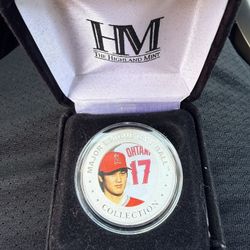 HM
THE HIGHLAND MINT
MAJOR LEAGUE BASEBALL
OHTANI
17
COLLECTION